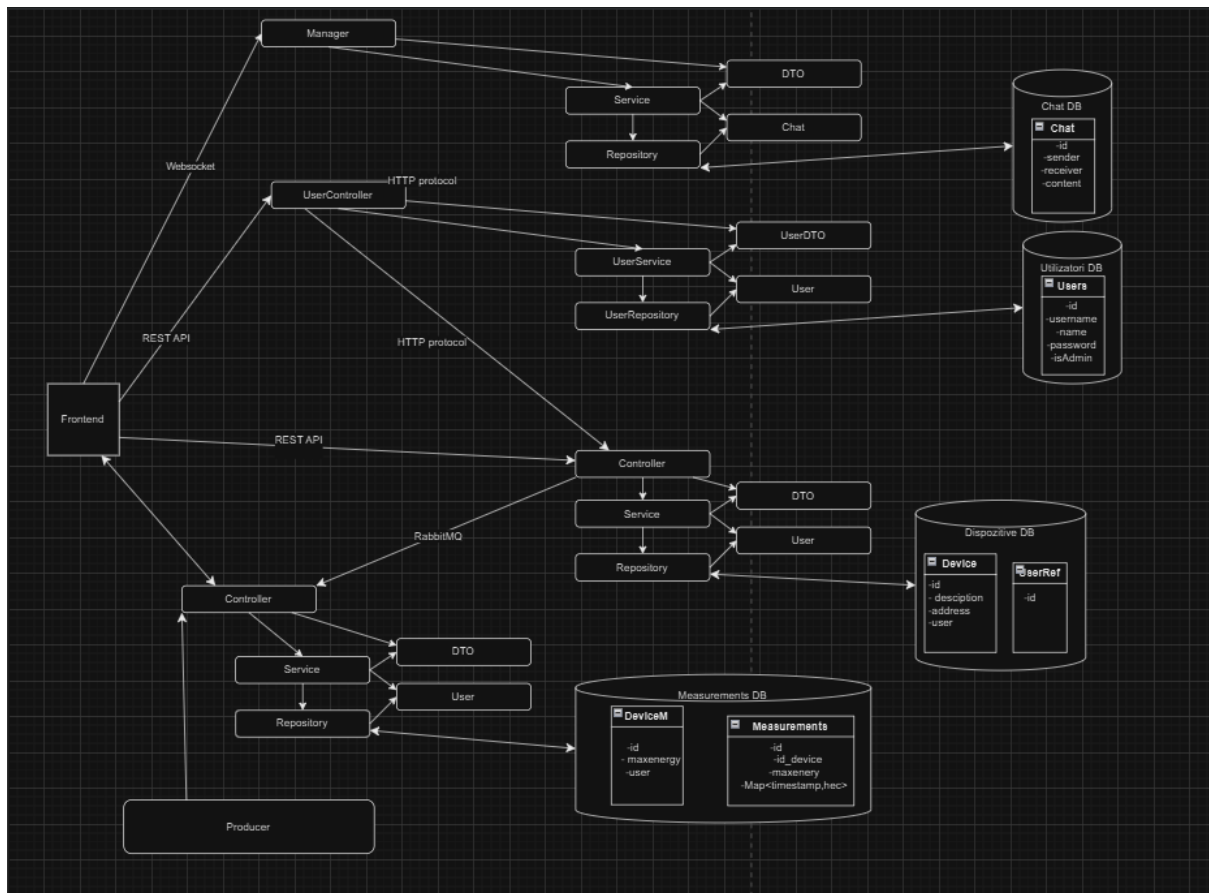 Manager
DTO
Service
Chat
Repository
Chat DB
Chat
-id
-sender
-receiver
-content
Websocket
HTTP protocol
UserController
UserDTO
UserService
User
UserRepository
Utilizatori DB
Users
-id
-username
-name
-password
-isAdmin
REST API
HTTP protocol
Frontend
REST API
Controller
DTO
Service
User
Repository
RabbitMQ
Dispozitive DB
Device
-id
- desciption
-address
-user
UserRef
-id
Controller
DTO
Service
User
Repository
Measurements DB
DeviceM
-id
- maxenergy
-user
Measurements
-id
-id_device
-maxenery
-Map<timestamp,hec>
Producer